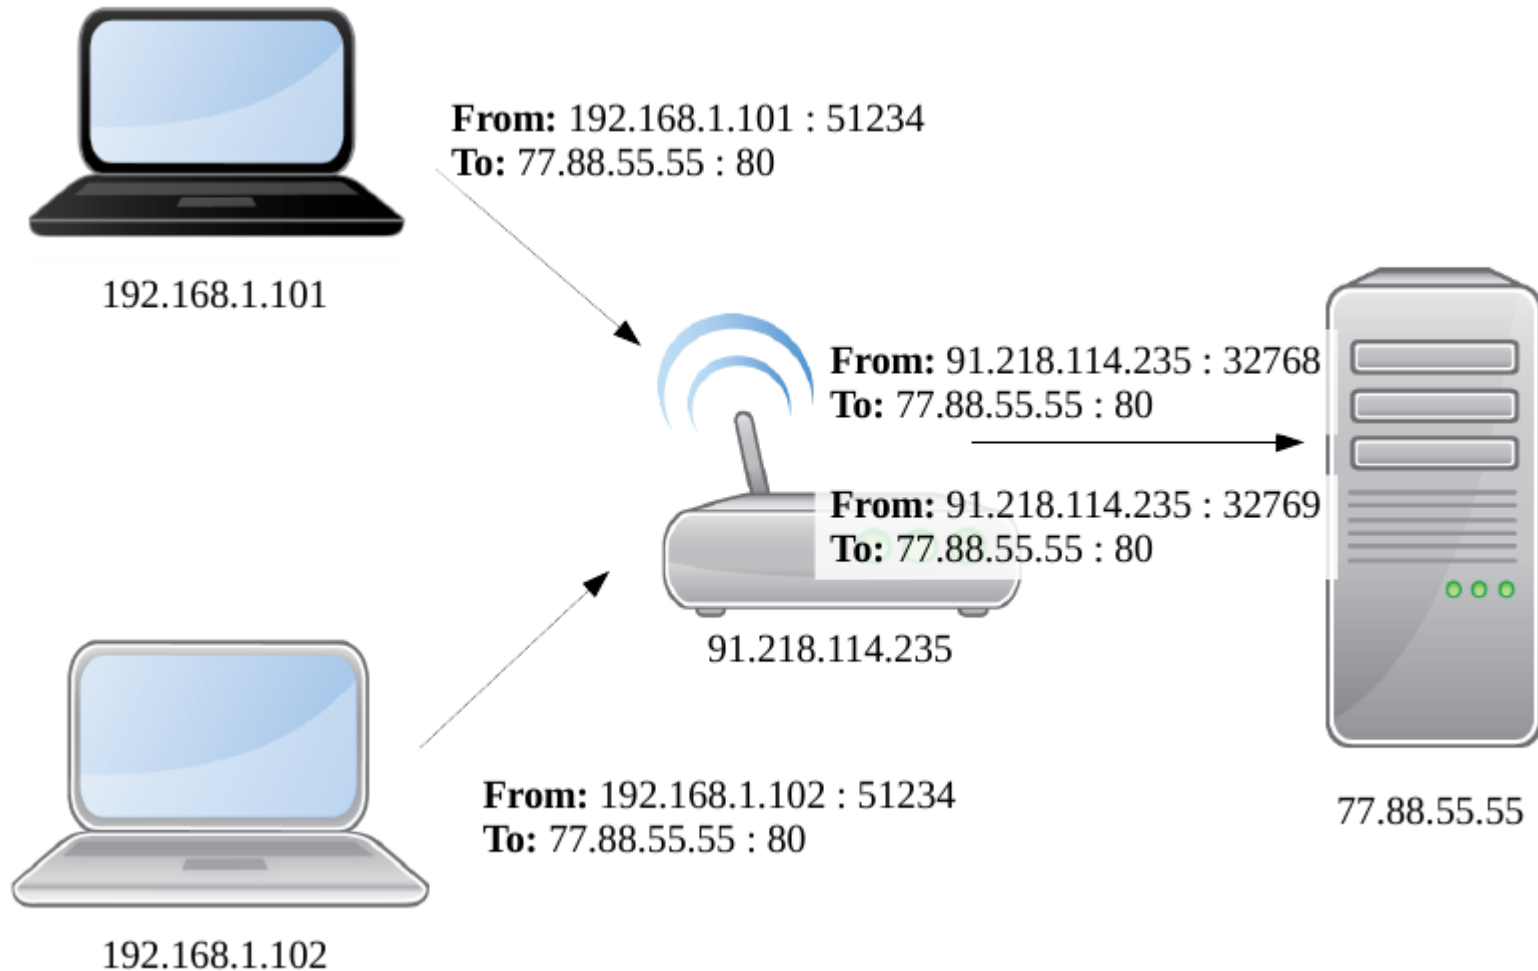 From: 192.168.1.101 : 51234
To: 77.88.55.55 : 80
192.168.1.101
From: 91.218.114.235 : 32768
To: 77.88.55.55 : 80
From: 91.218.114.235 : 32769
To: 77.88.55.55 : 80
91.218.114.235
From: 192.168.1.102 : 51234
To: 77.88.55.55 : 80
77.88.55.55
192.168.1.102